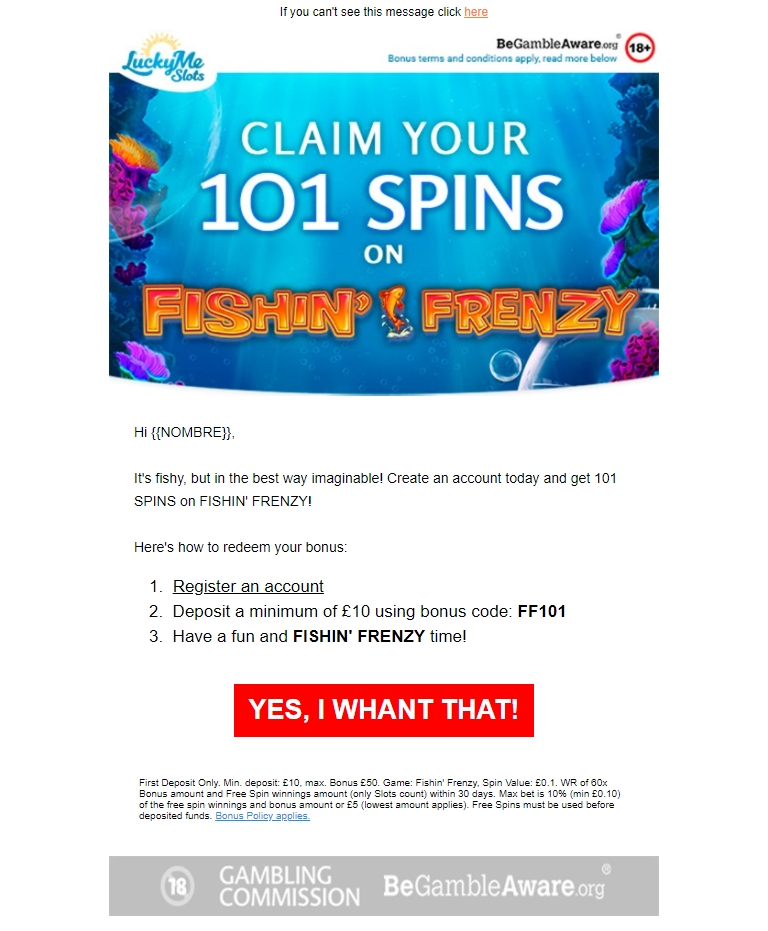 If you can't see this message click here
LuckyMe
Slots
BeGambleAware.org®
18+
Bonus terms and conditions apply, read more below
CLAIM YOUR
101 SPINS
ON
FISHIN' FRENZY
Hi {{NOMBRE}},
It's fishy, but in the best way imaginable! Create an account today and get 101
SPINS on FISHIN' FRENZY!
Here's how to redeem your bonus:
1. Register an account
2. Deposit a minimum of £10 using bonus code: FF101
3. Have a fun and FISHIN' FRENZY time!
YES, I WHANT THAT!
First Deposit Only. Min. deposit: £10, max. Bonus £50. Game: Fishin' Frenzy, Spin Value: £0.1. WR of 60x
Bonus amount and Free Spin winnings amount (only Slots count) within 30 days. Max bet is 10% (min £0.10)
of the free spin winnings and bonus amount or £5 (lowest amount applies). Free Spins must be used before
deposited funds. Bonus Policy applies.
18
GAMBLING
COMMISSION
BeGambleAware.org®